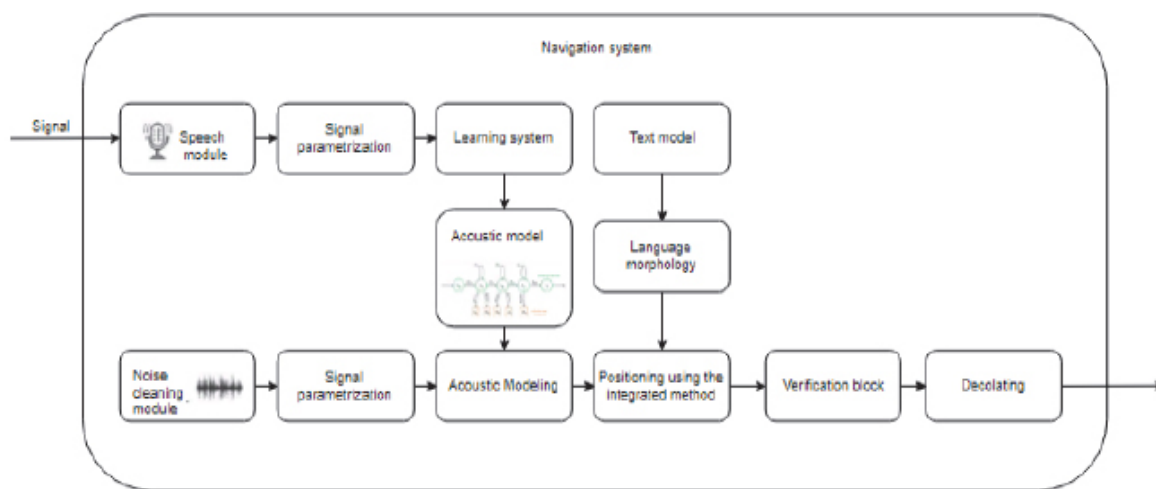 Navigation system
Signal
Speech
module
Signal
parametrization
Learning system
Text model
Acoustic model
Language
morphology
Noise
cleaning
module
Signal
parametrization
Acoustic Modeling
Positioning using the
integrated method
Verification block
Decolating